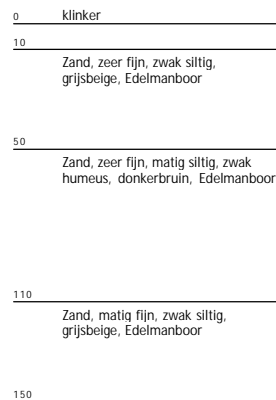 0 klinker
10
Zand, zeer fijn, zwak siltig,
grijsbeige, Edelmanboor
50
Zand, zeer fijn, matig siltig, zwak
humeus, donkerbruin, Edelmanboor
110
Zand, matig fijn, zwak siltig,
grijsbeige, Edelmanboor
150